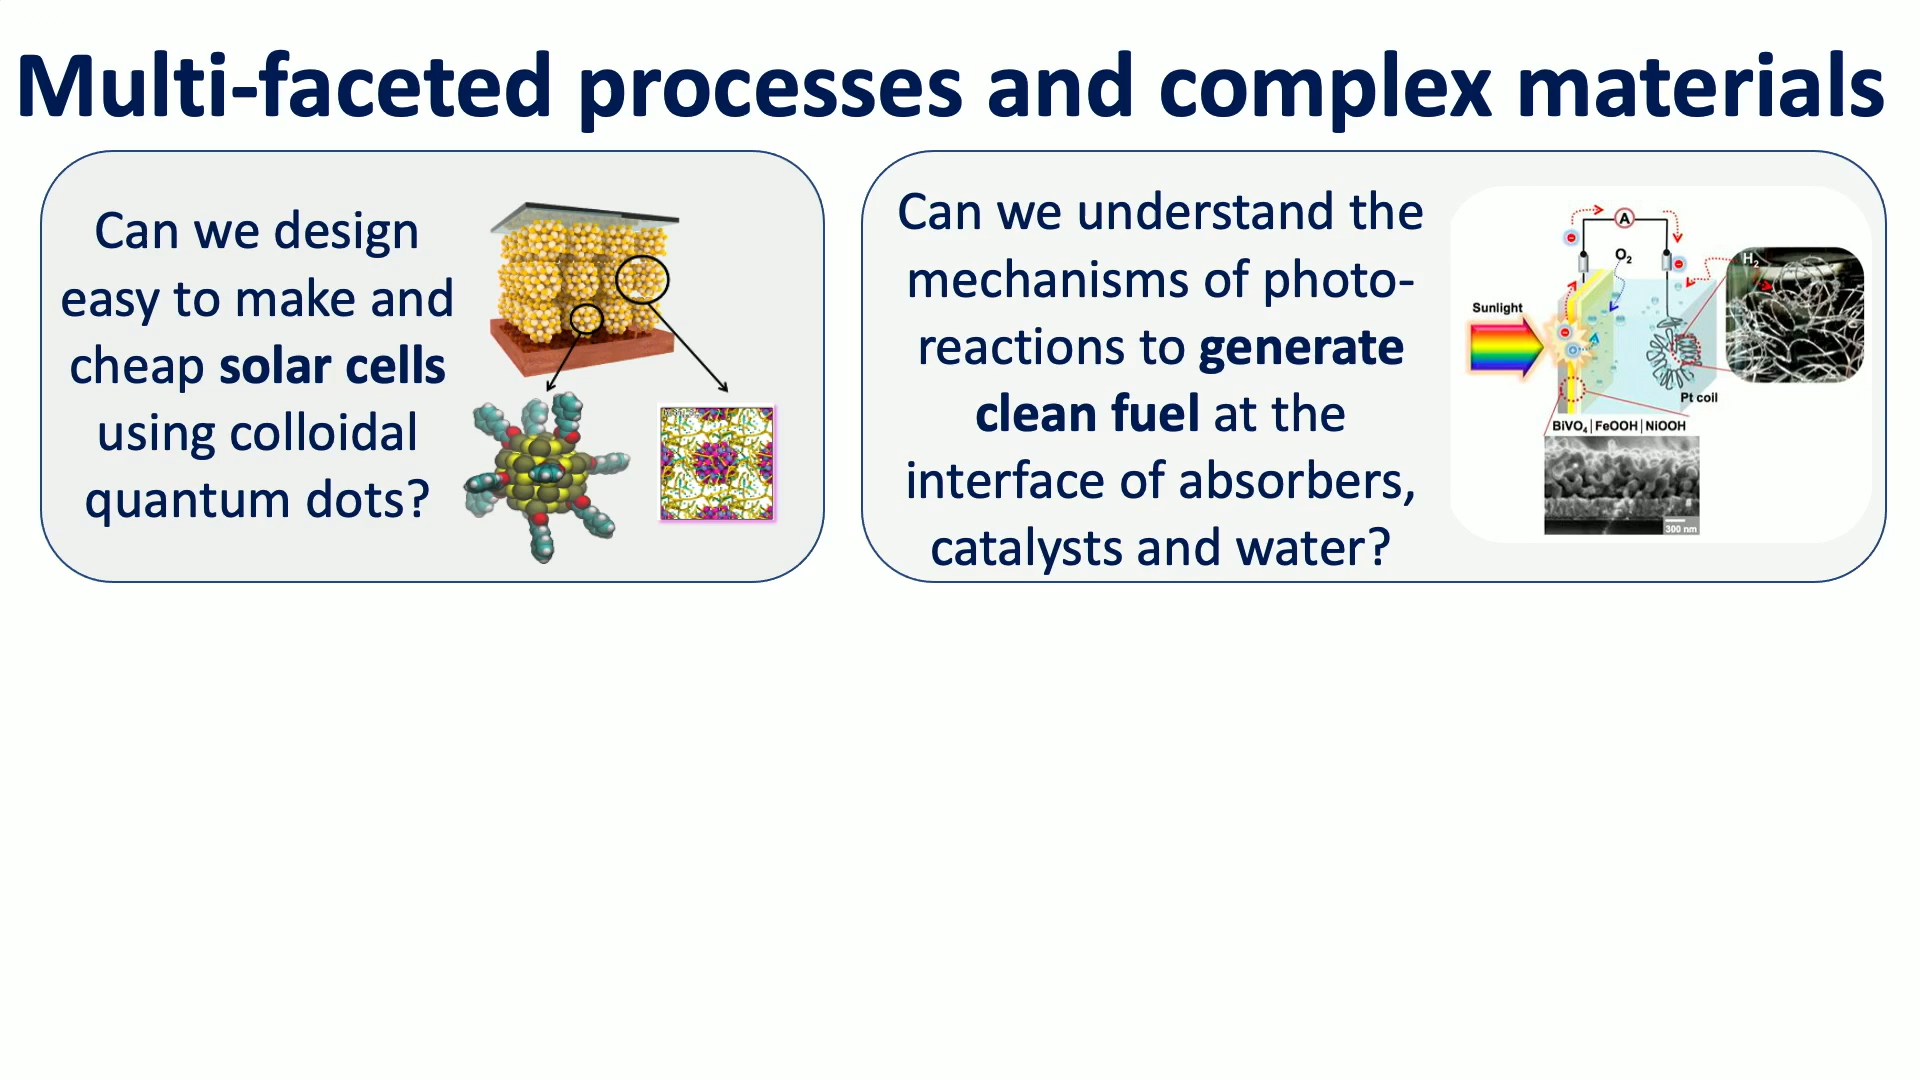 Multi-faceted processes and complex materials
Can we design
easy to make and
cheap solar cells
using colloidal
quantum dots?
Can we understand the
mechanisms of photo-
reactions to generate
clean fuel at the
interface of absorbers,
catalysts and water?
A
O₂
H₂
Sunlight
Pt coil
BiVO₄|FeOOH|NiOOH
300 nm